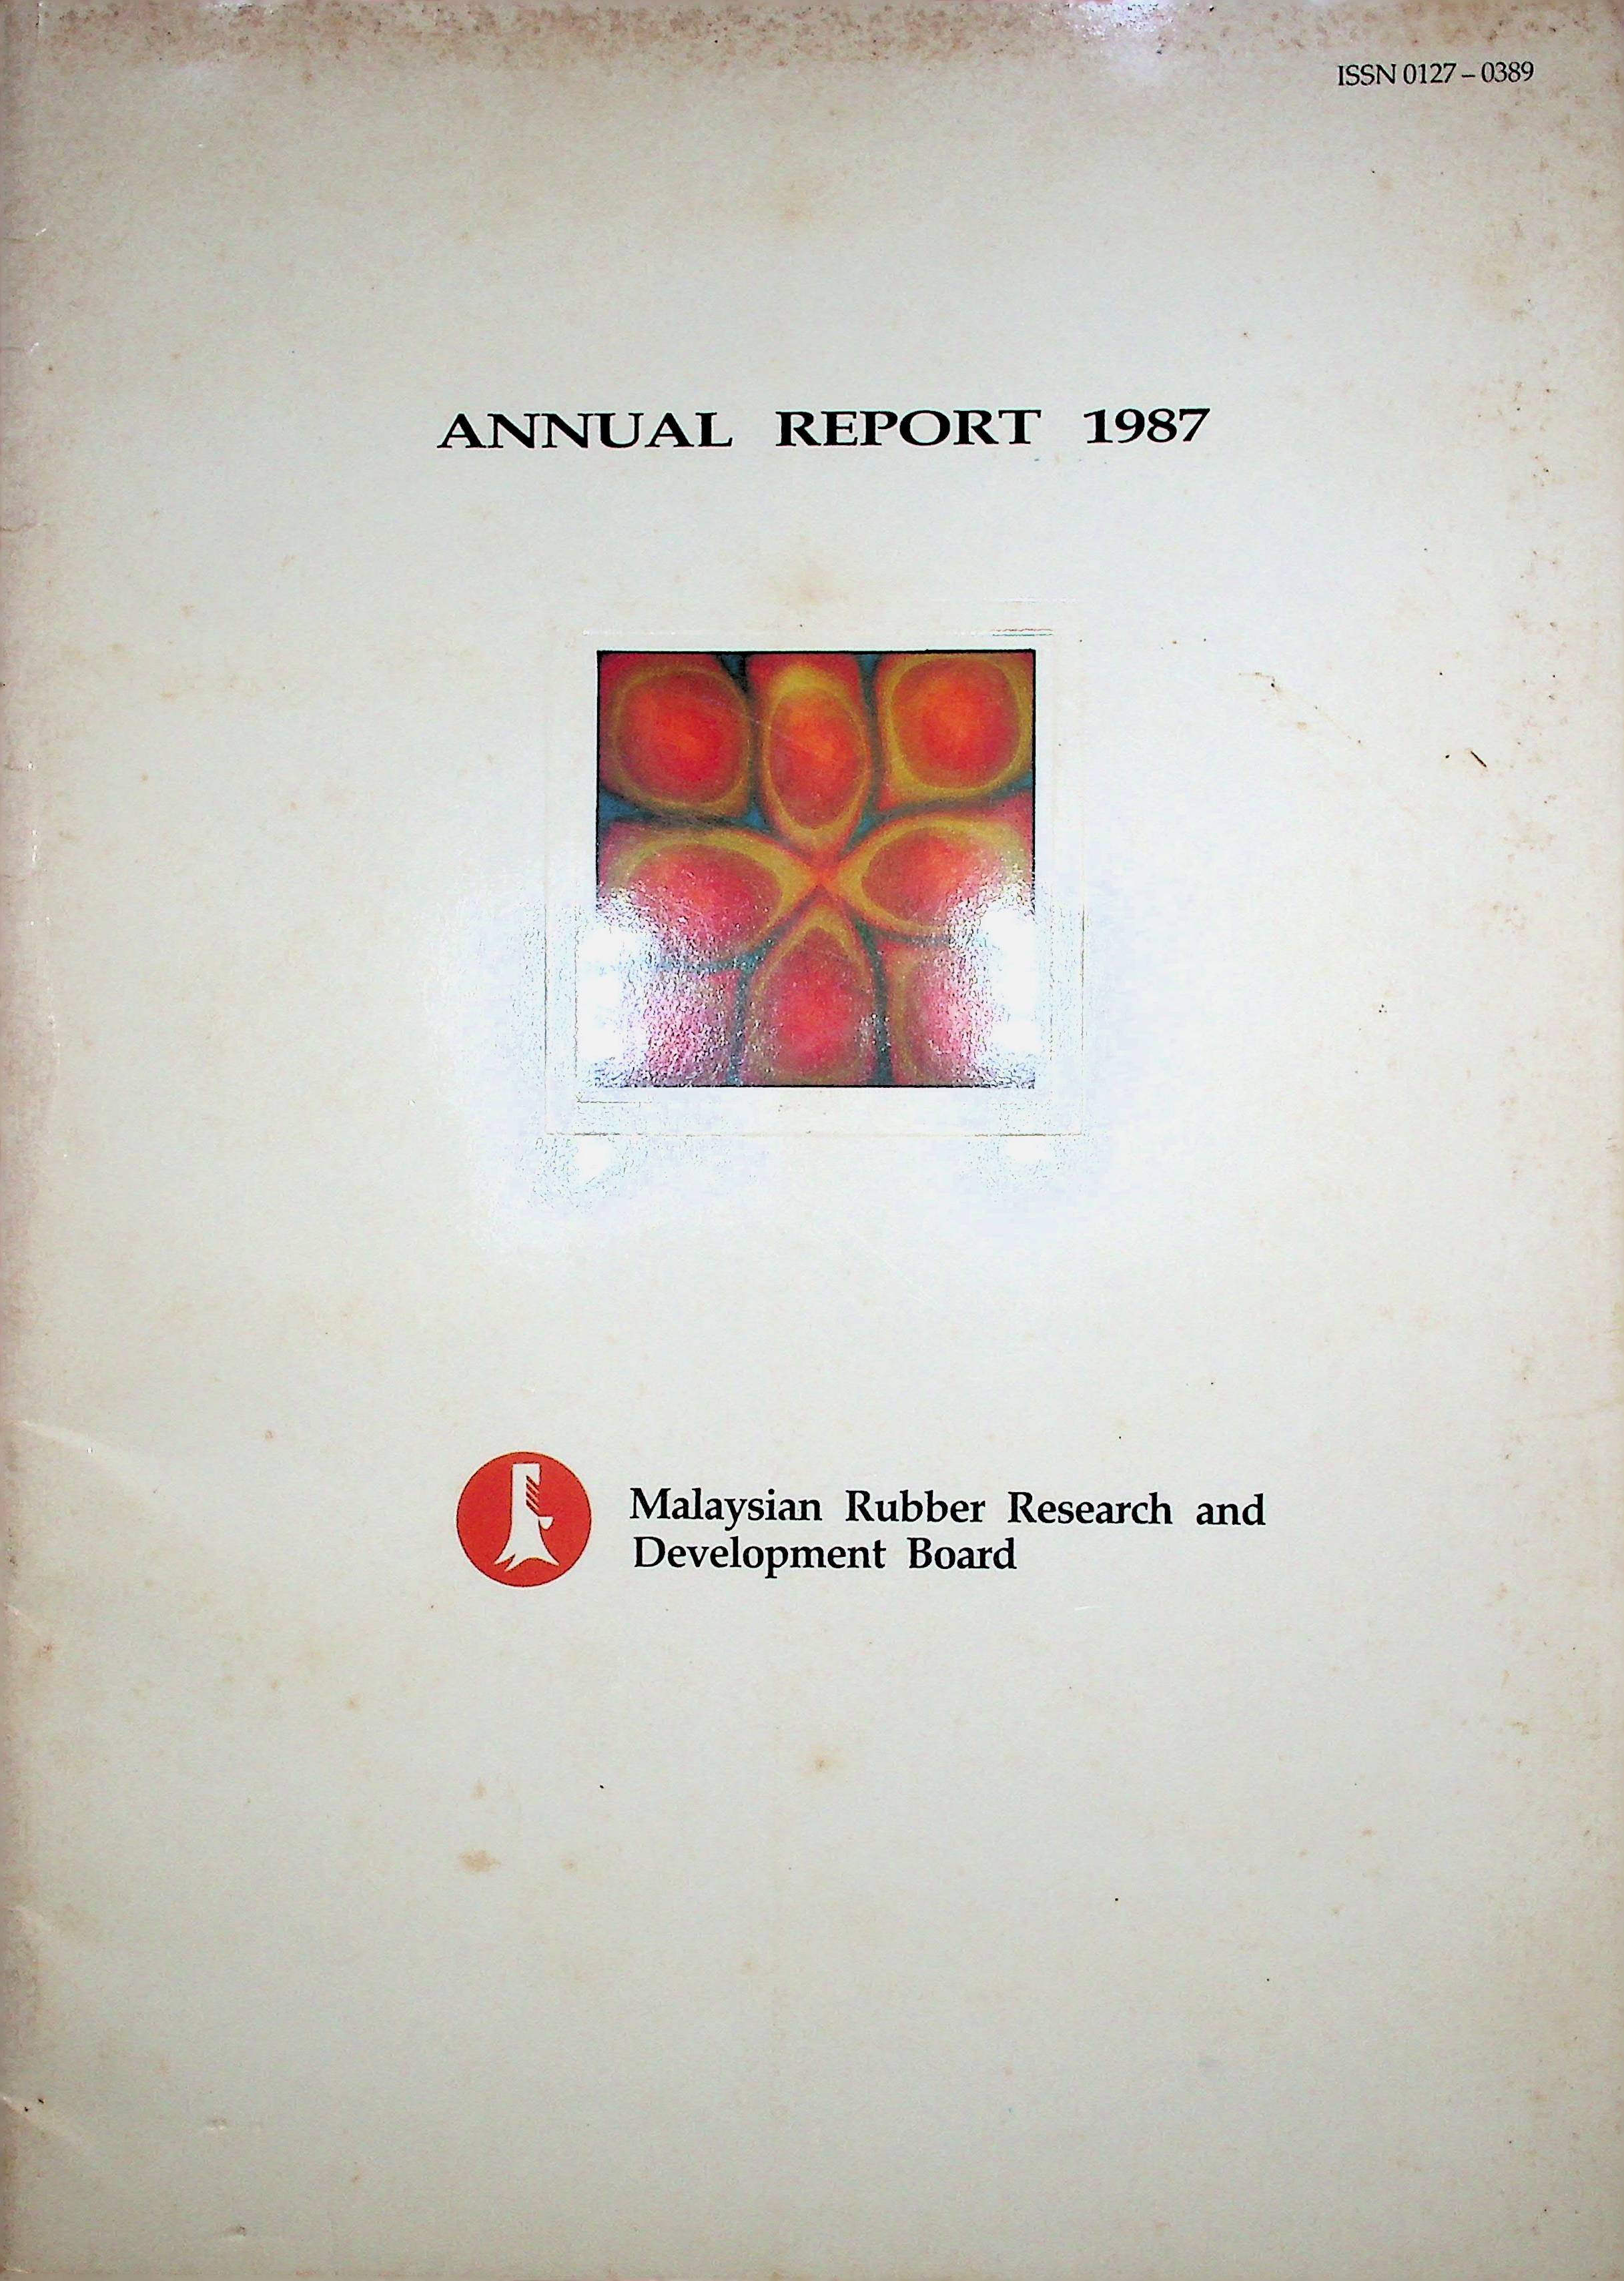 ISSN 0127 – 0389
ANNUAL REPORT 1987
Malaysian Rubber Research and
Development Board